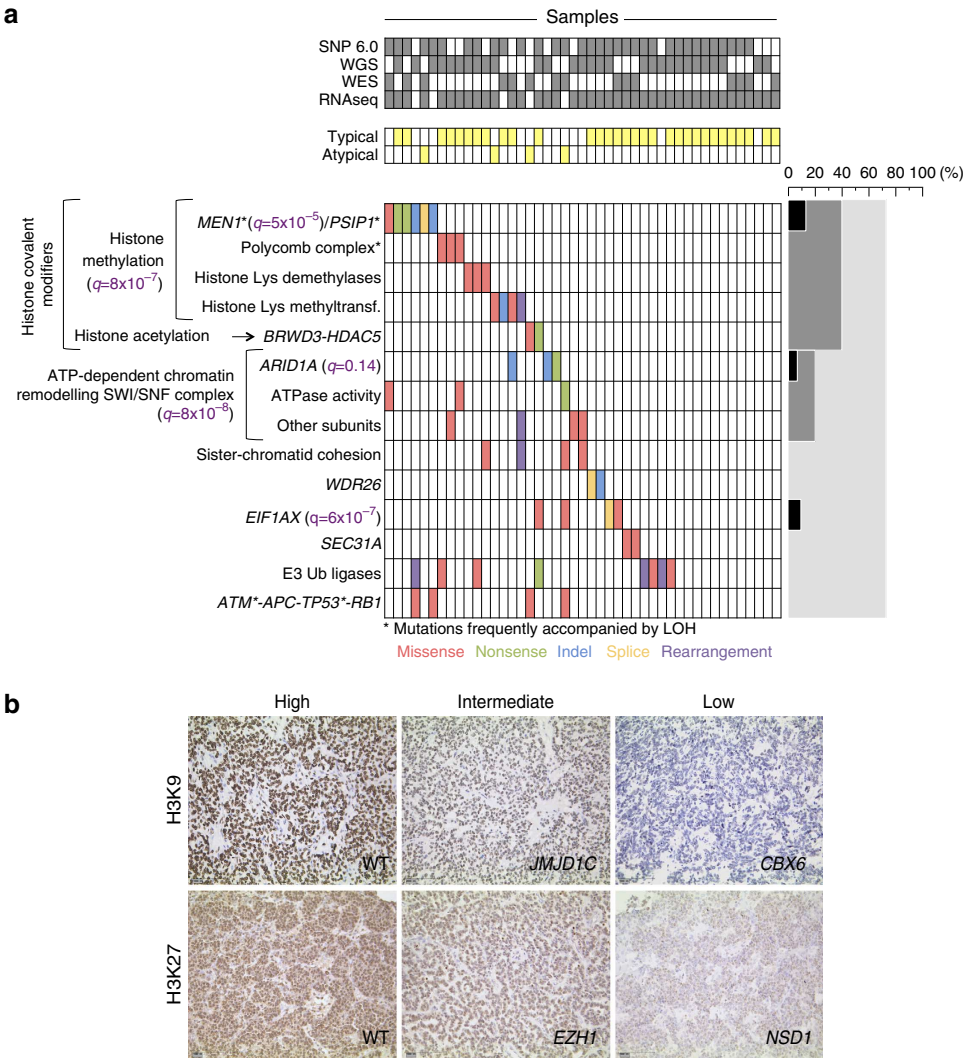 a
Samples
SNP 6.0
WGS
WES
RNAseq
Typical
Atypical
0 20 40 60 80 100 (%)
Histone covalent modifiers
Histone methylation
(q=8x10⁻⁷)
MEN1*(q=5x10⁻⁵)/PSIP1*
Polycomb complex*
Histone Lys demethylases
Histone Lys methyltransf.
Histone acetylation → BRWD3-HDAC5
ATP-dependent chromatin
remodelling SWI/SNF complex
(q=8x10⁻⁸)
ARID1A (q=0.14)
ATPase activity
Other subunits
Sister-chromatid cohesion
WDR26
EIF1AX (q=6x10⁻⁷)
SEC31A
E3 Ub ligases
ATM*-APC-TP53*-RB1
* Mutations frequently accompanied by LOH
Missense Nonsense Indel Splice Rearrangement
b
High Intermediate Low
H3K9
WT JMJD1C CBX6
H3K27
WT EZH1 NSD1